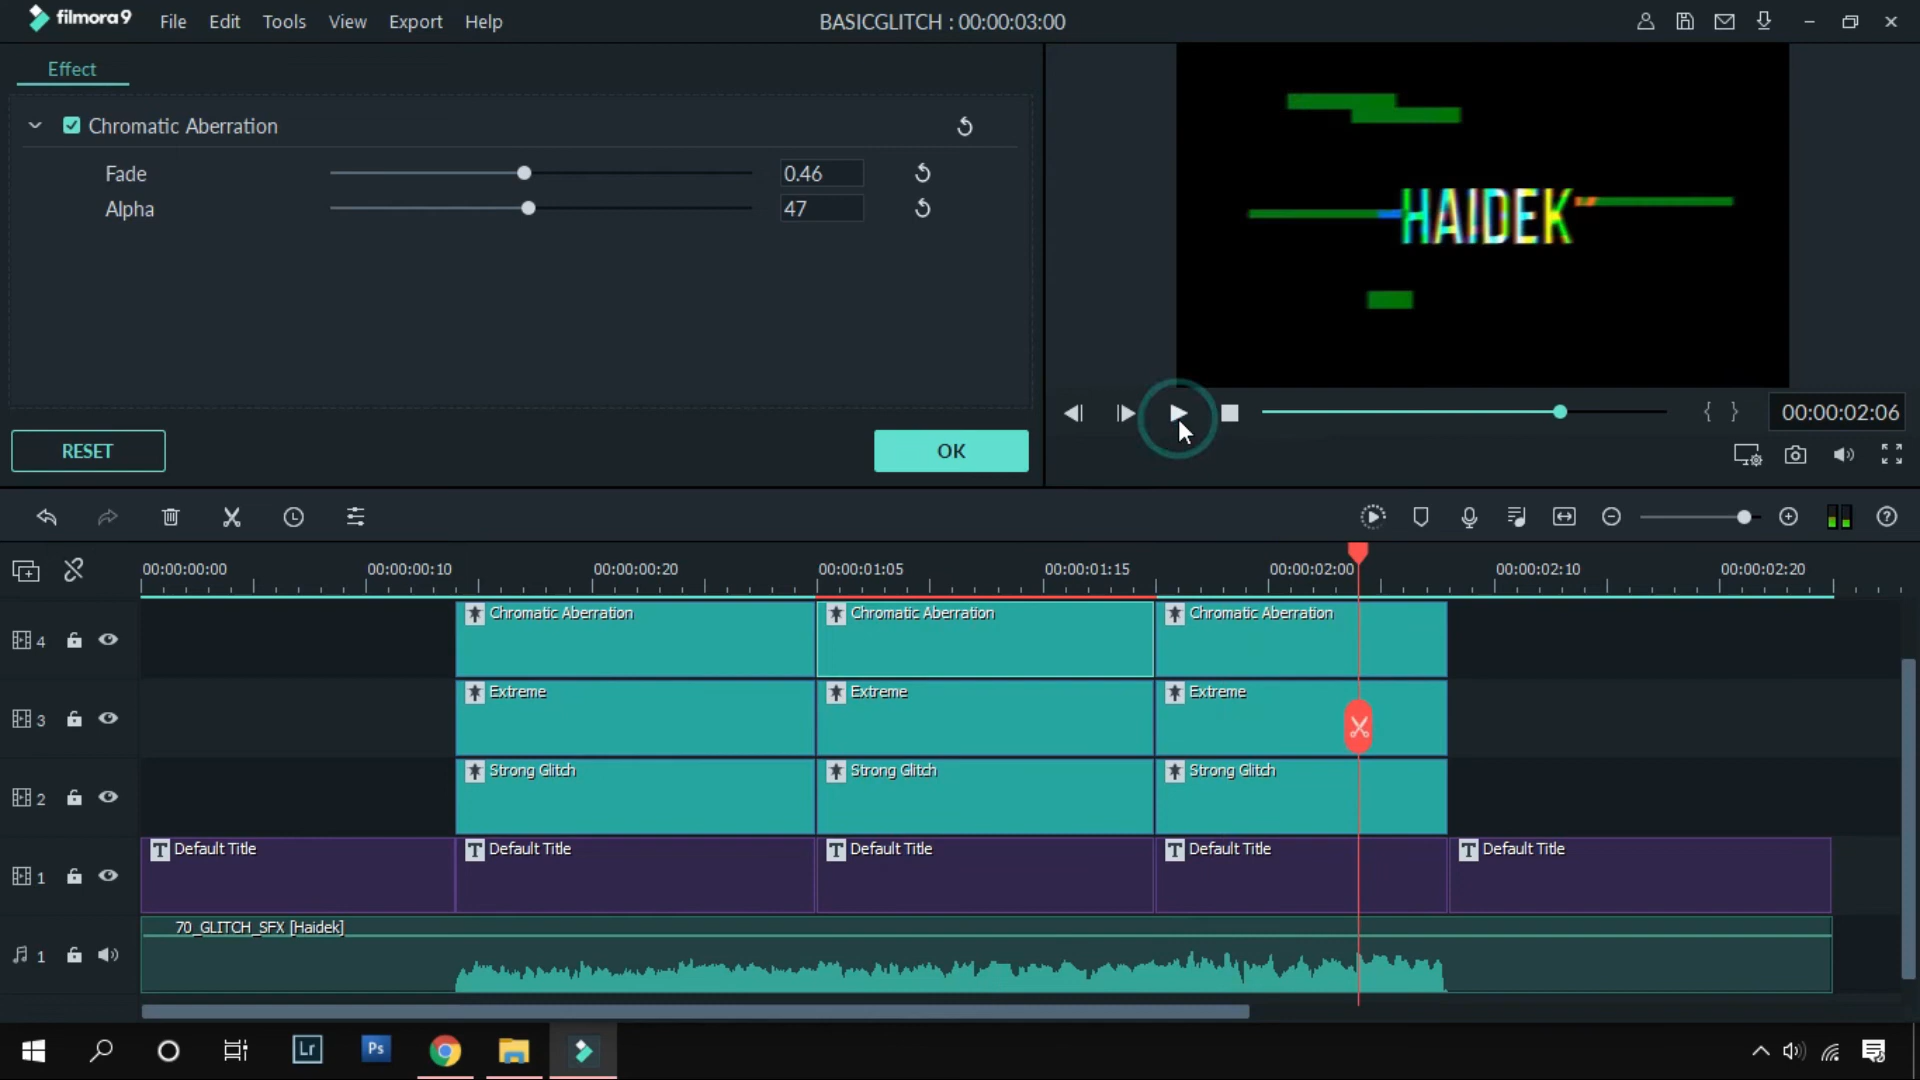 filmora9 File Edit Tools View Export Help BASICGLITCH : 00:00:03:00
Effect
Chromatic Aberration
Fade 0.46
Alpha 47
RESET OK
HAIDEK
{ } 00:00:02:06
00:00:00:00 00:00:00:10 00:00:00:20 00:00:01:05 00:00:01:15 00:00:02:00 00:00:02:10 00:00:02:20
4 Chromatic Aberration Chromatic Aberration Chromatic Aberration
3 Extreme Extreme Extreme
2 Strong Glitch Strong Glitch Strong Glitch
1 T Default Title T Default Title T Default Title T Default Title T Default Title
70_GLITCH_SFX [Haidek]
1
Lr Ps